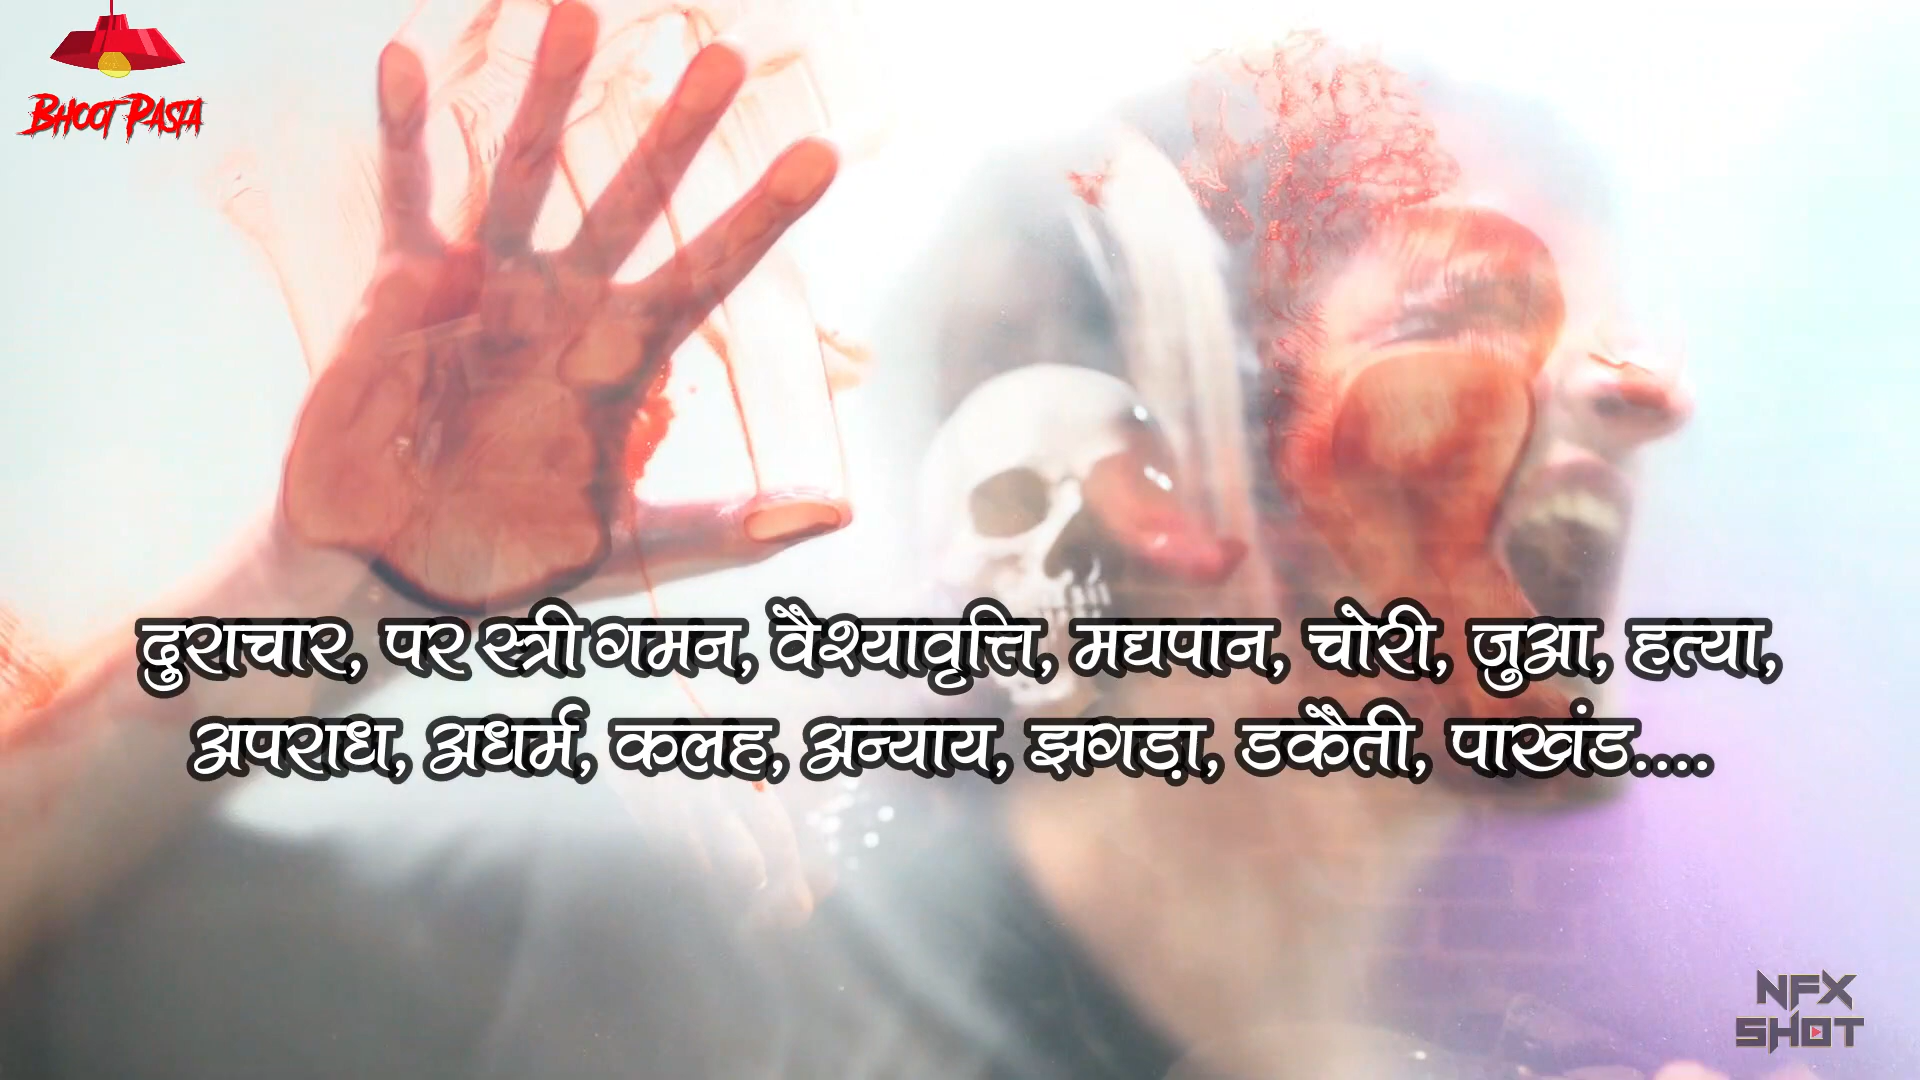 BHOOT PASTA
दुराचार, पर स्त्री गमन, वैश्यावृत्ति, मद्यपान, चोरी, जुआ, हत्या,
अपराध, अधर्म, कलह, अन्याय, झगड़ा, डकैती, पाखंड....
NFX
SHOT